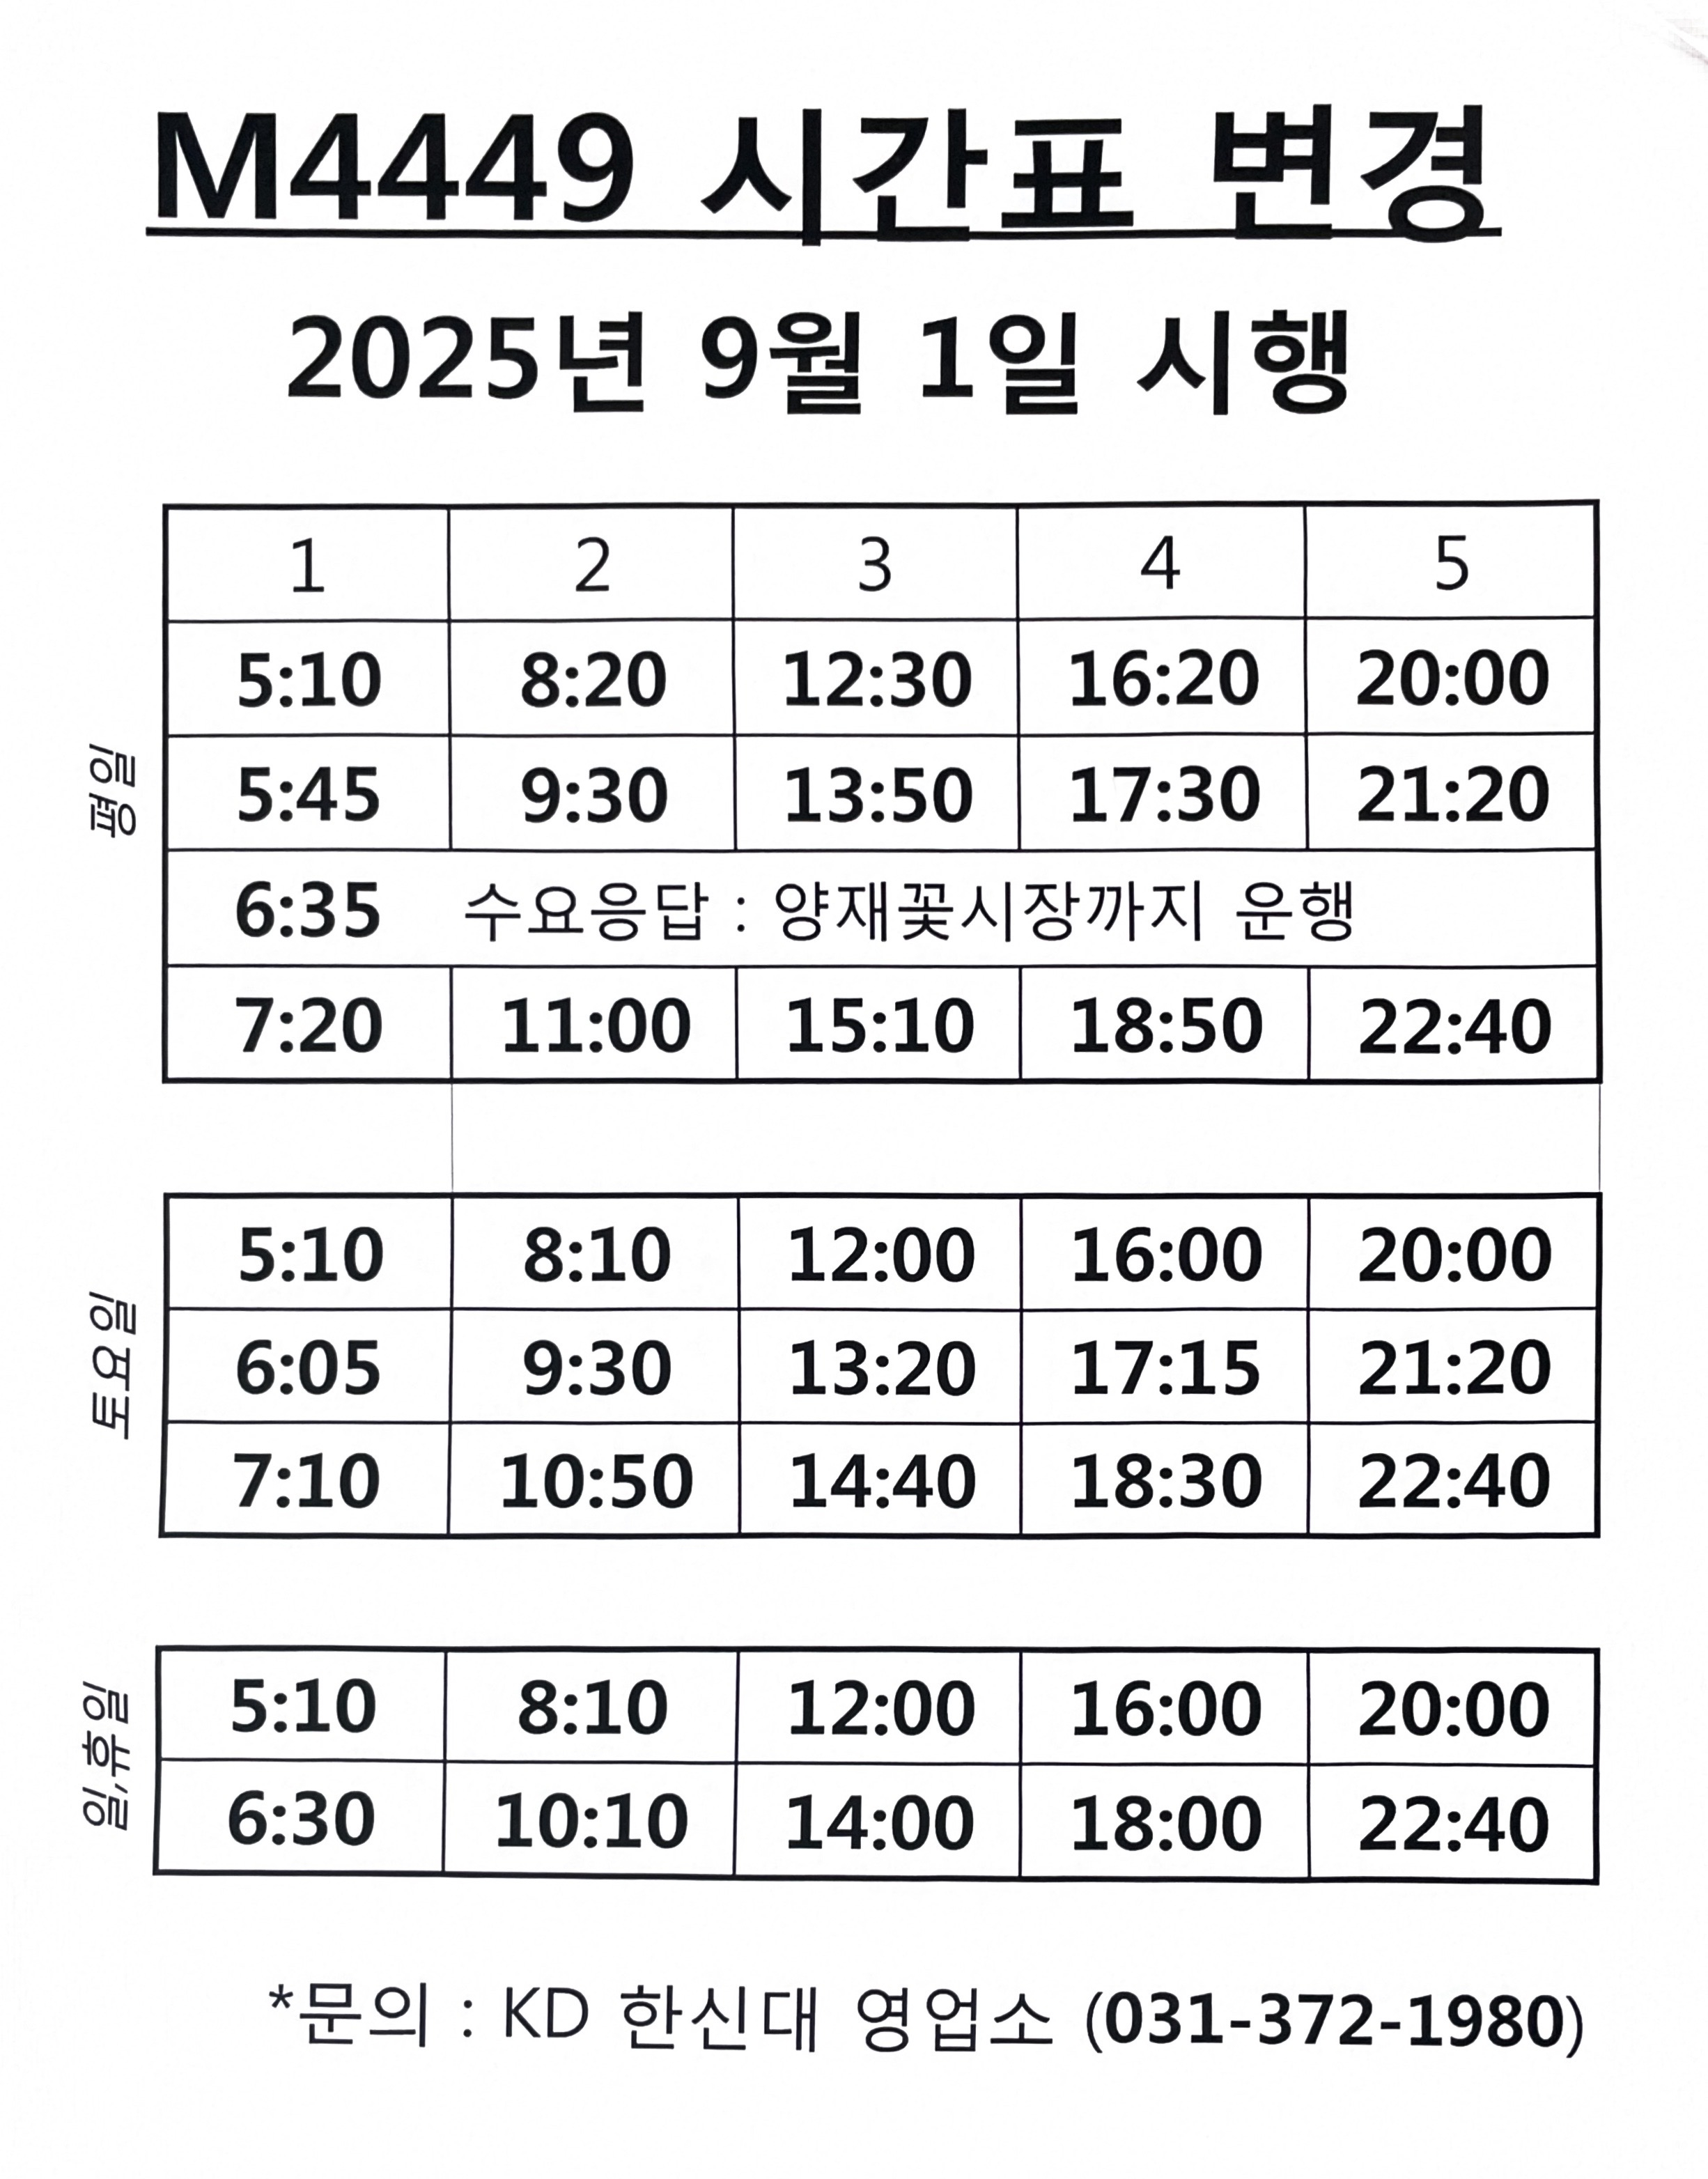 M4449 시간표 변경
2025년 9월 1일 시행
1 2 3 4 5
평일
5:10 8:20 12:30 16:20 20:00
5:45 9:30 13:50 17:30 21:20
6:35 수요응답 : 양재꽃시장까지 운행
7:20 11:00 15:10 18:50 22:40
토요일
5:10 8:10 12:00 16:00 20:00
6:05 9:30 13:20 17:15 21:20
7:10 10:50 14:40 18:30 22:40
일,휴일
5:10 8:10 12:00 16:00 20:00
6:30 10:10 14:00 18:00 22:40
*문의 : KD 한신대 영업소 (031-372-1980)